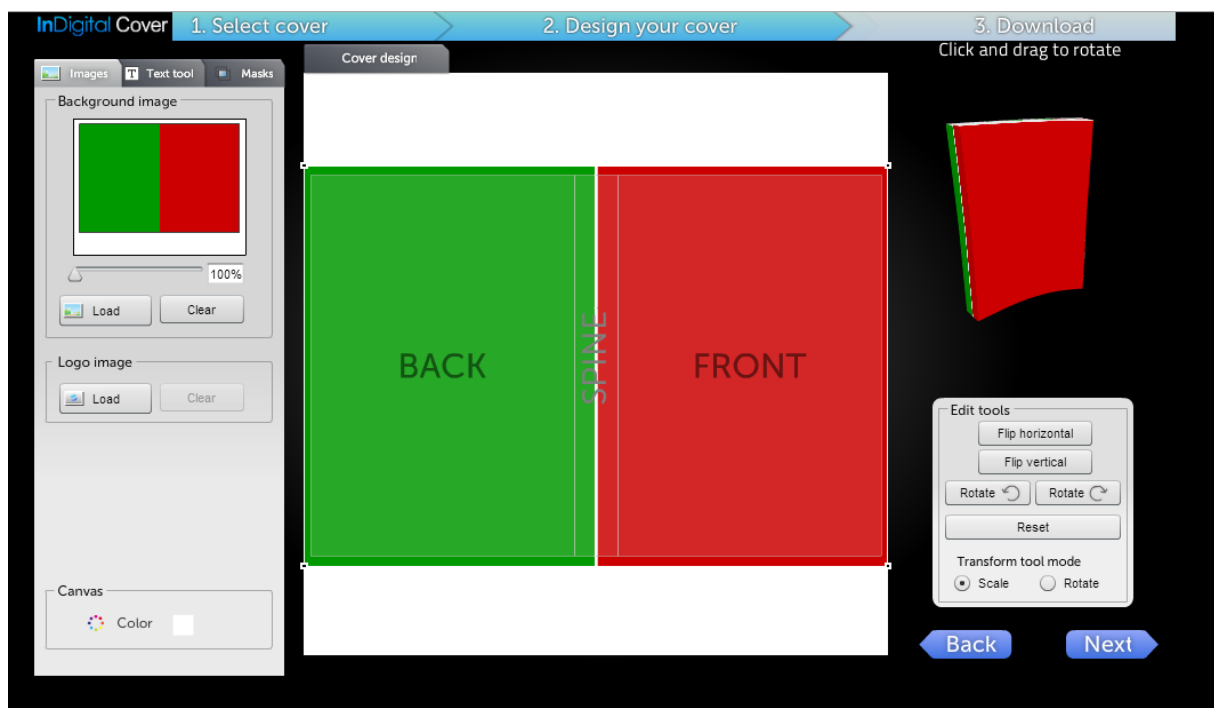 InDigital Cover
1. Select cover
2. Design your cover
3. Download
Click and drag to rotate
Images
Text tool
Masks
Cover design
Background image
100%
Load
Clear
Logo image
Load
Clear
BACK
SPINE
FRONT
Edit tools
Flip horizontal
Flip vertical
Rotate
Rotate
Reset
Transform tool mode
Scale
Rotate
Canvas
Color
Back
Next